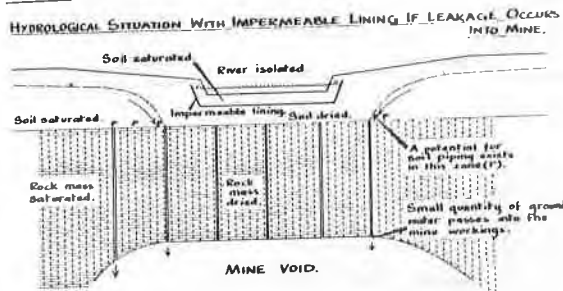 HYDROLOGICAL SITUATION WITH IMPERMEABLE LINING IF LEAKAGE OCCURS
INTO MINE.
Soil saturated
River isolated
Impermeable lining
Soil saturated.
Soil dried.
P
P
P
A potential for
soil piping exists
in this zone (P).
Rock mass
saturated.
Rock
mass
dried.
Small quantity of ground
water passes into the
mine workings.
MINE VOID.